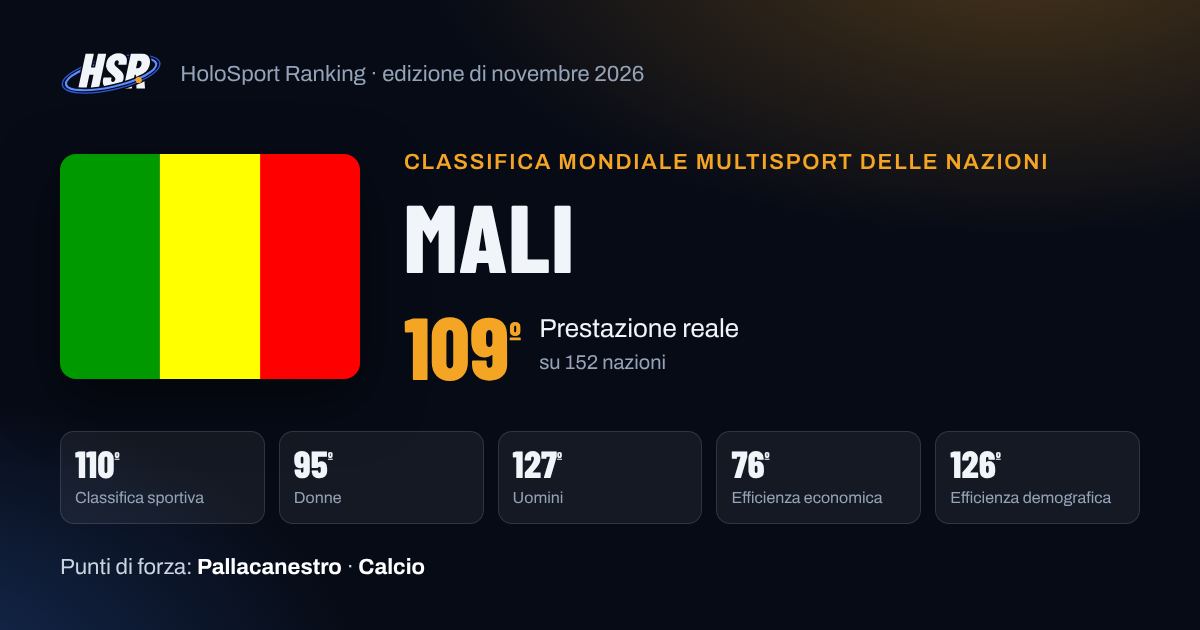 HSR
HoloSport Ranking · edizione di novembre 2026
CLASSIFICA MONDIALE MULTISPORT DELLE NAZIONI
MALI
109º
Prestazione reale
su 152 nazioni
110º
Classifica sportiva
95º
Donne
127º
Uomini
76º
Efficienza economica
126º
Efficienza demografica
Punti di forza: Pallacanestro · Calcio